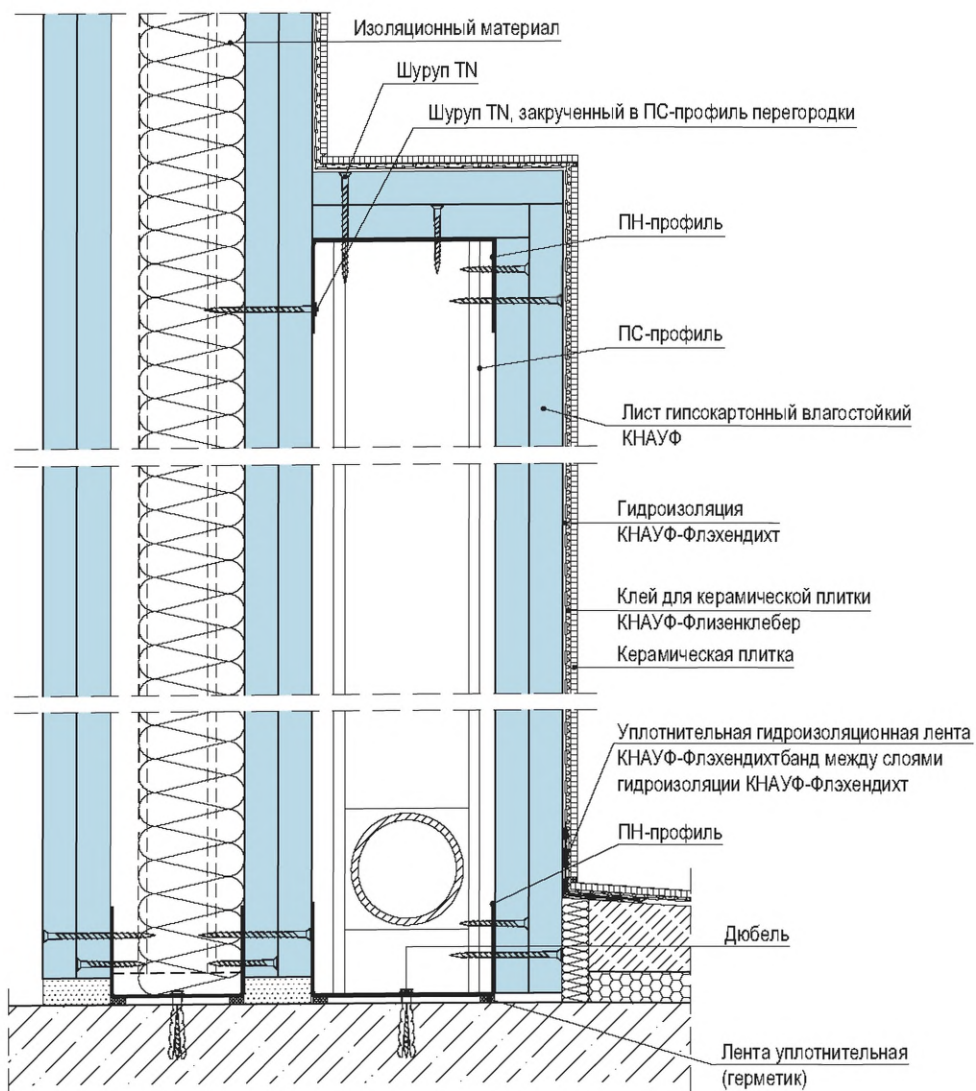 Изоляционный материал
Шуруп TN
Шуруп TN, закрученный в ПС-профиль перегородки
ПН-профиль
ПС-профиль
Лист гипсокартонный влагостойкий
КНАУФ
Гидроизоляция
КНАУФ-Флэхендихт
Клей для керамической плитки
КНАУФ-Флизенклебер
Керамическая плитка
Уплотнительная гидроизоляционная лента
КНАУФ-Флэхендихтбанд между слоями
гидроизоляции КНАУФ-Флэхендихт
ПН-профиль
Дюбель
Лента уплотнительная
(герметик)